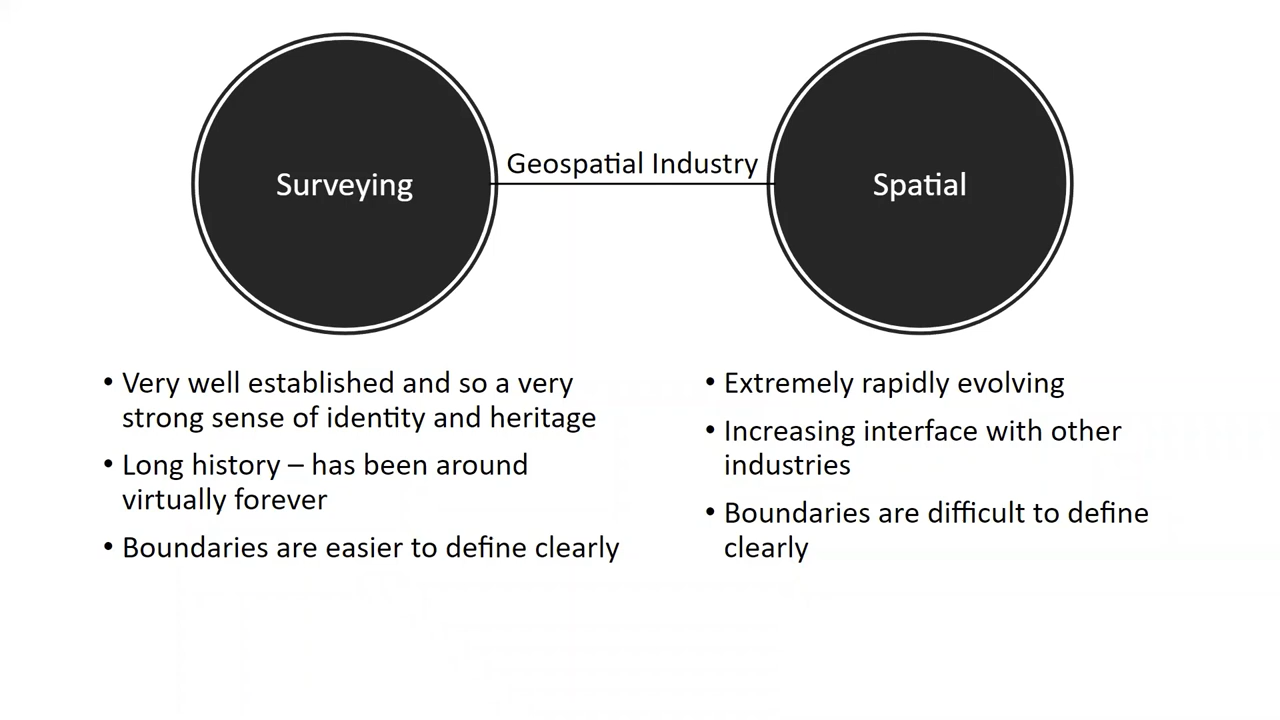 Surveying
Geospatial Industry
Spatial
• Very well established and so a very
strong sense of identity and heritage
• Long history – has been around
virtually forever
• Boundaries are easier to define clearly
• Extremely rapidly evolving
• Increasing interface with other
industries
• Boundaries are difficult to define
clearly